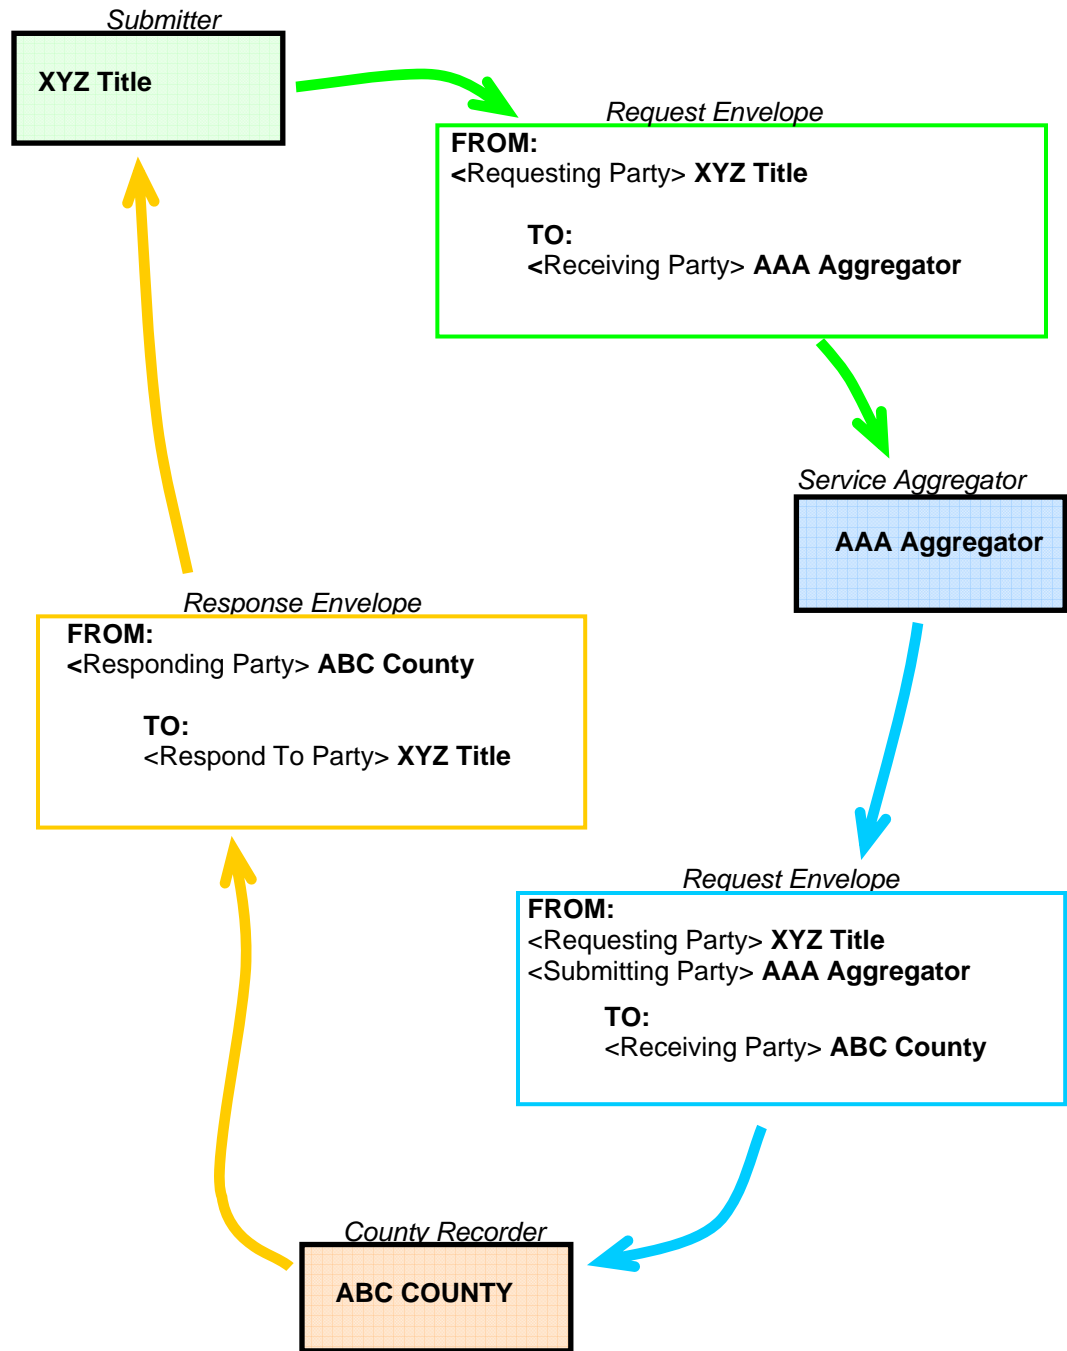 Submitter
XYZ Title
Request Envelope
FROM:
<Requesting Party> XYZ Title
TO:
<Receiving Party> AAA Aggregator
Service Aggregator
AAA Aggregator
Response Envelope
FROM:
<Responding Party> ABC County
TO:
<Respond To Party> XYZ Title
Request Envelope
FROM:
<Requesting Party> XYZ Title
<Submitting Party> AAA Aggregator
TO:
<Receiving Party> ABC County
County Recorder
ABC COUNTY